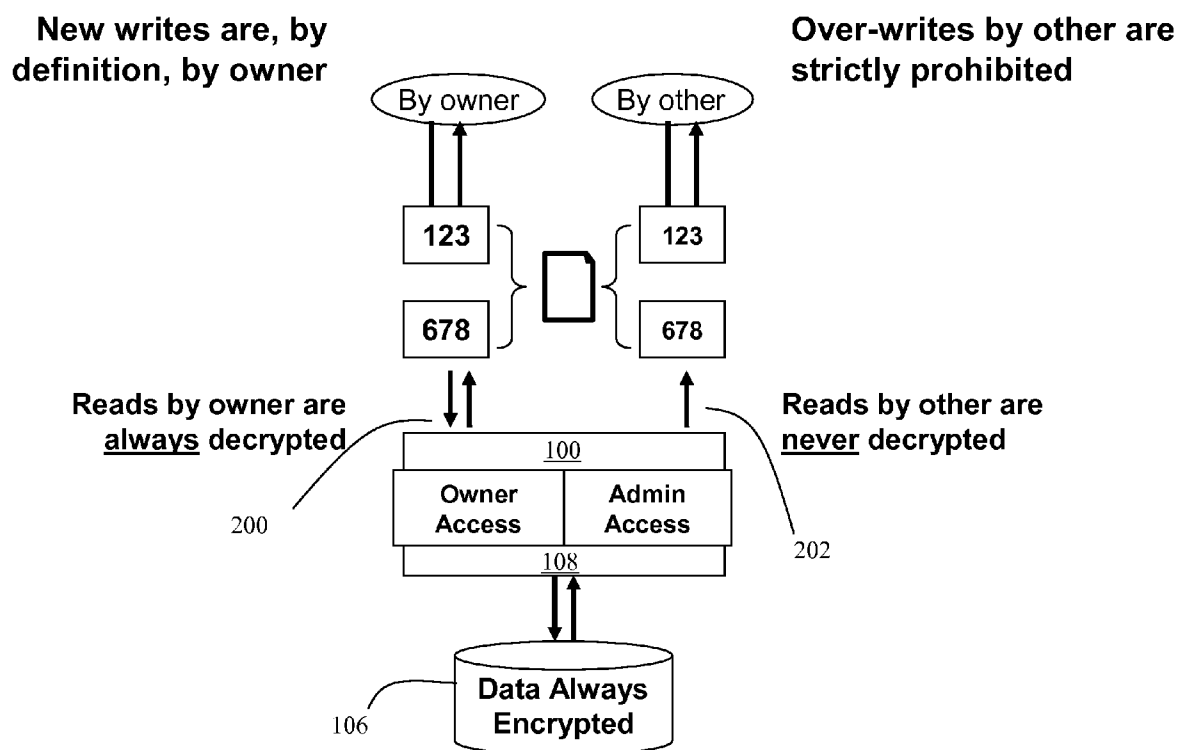 New writes are, by
definition, by owner
Over-writes by other are
strictly prohibited
By owner
By other
123
123
678
678
Reads by owner are
always decrypted
Reads by other are
never decrypted
100
Owner
Access
Admin
Access
200
202
108
Data Always
Encrypted
106